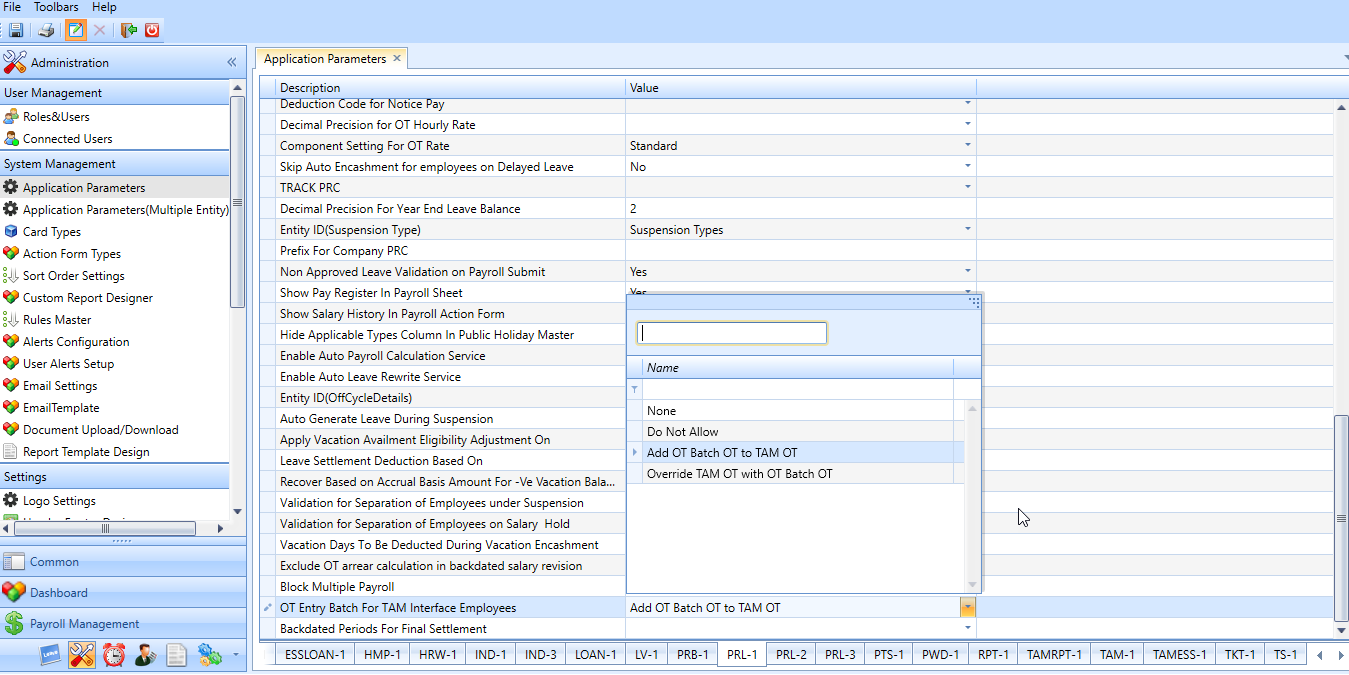 File Toolbars Help
Administration
User Management
Roles&Users
Connected Users
System Management
Application Parameters
Application Parameters(Multiple Entity)
Card Types
Action Form Types
Sort Order Settings
Custom Report Designer
Rules Master
Alerts Configuration
User Alerts Setup
Email Settings
EmailTemplate
Document Upload/Download
Report Template Design
Settings
Logo Settings
Common
Dashboard
Payroll Management
Application Parameters
Description Value
Deduction Code for Notice Pay
Decimal Precision for OT Hourly Rate
Component Setting For OT Rate Standard
Skip Auto Encashment for employees on Delayed Leave No
TRACK PRC
Decimal Precision For Year End Leave Balance 2
Entity ID(Suspension Type) Suspension Types
Prefix For Company PRC
Non Approved Leave Validation on Payroll Submit Yes
Show Pay Register In Payroll Sheet Yes
Show Salary History In Payroll Action Form
Hide Applicable Types Column In Public Holiday Master
Enable Auto Payroll Calculation Service
Enable Auto Leave Rewrite Service
Entity ID(OffCycleDetails)
Auto Generate Leave During Suspension
Apply Vacation Availment Eligibility Adjustment On
Leave Settlement Deduction Based On
Recover Based on Accrual Basis Amount For -Ve Vacation Bala...
Validation for Separation of Employees under Suspension
Validation for Separation of Employees on Salary  Hold
Vacation Days To Be Deducted During Vacation Encashment
Exclude OT arrear calculation in backdated salary revision
Block Multiple Payroll
OT Entry Batch For TAM Interface Employees Add OT Batch OT to TAM OT
Backdated Periods For Final Settlement
Name
None
Do Not Allow
Add OT Batch OT to TAM OT
Override TAM OT with OT Batch OT
ESSLOAN-1 HMP-1 HRW-1 IND-1 IND-3 LOAN-1 LV-1 PRB-1 PRL-1 PRL-2 PRL-3 PTS-1 PWD-1 RPT-1 TAMRPT-1 TAM-1 TAMESS-1 TKT-1 TS-1